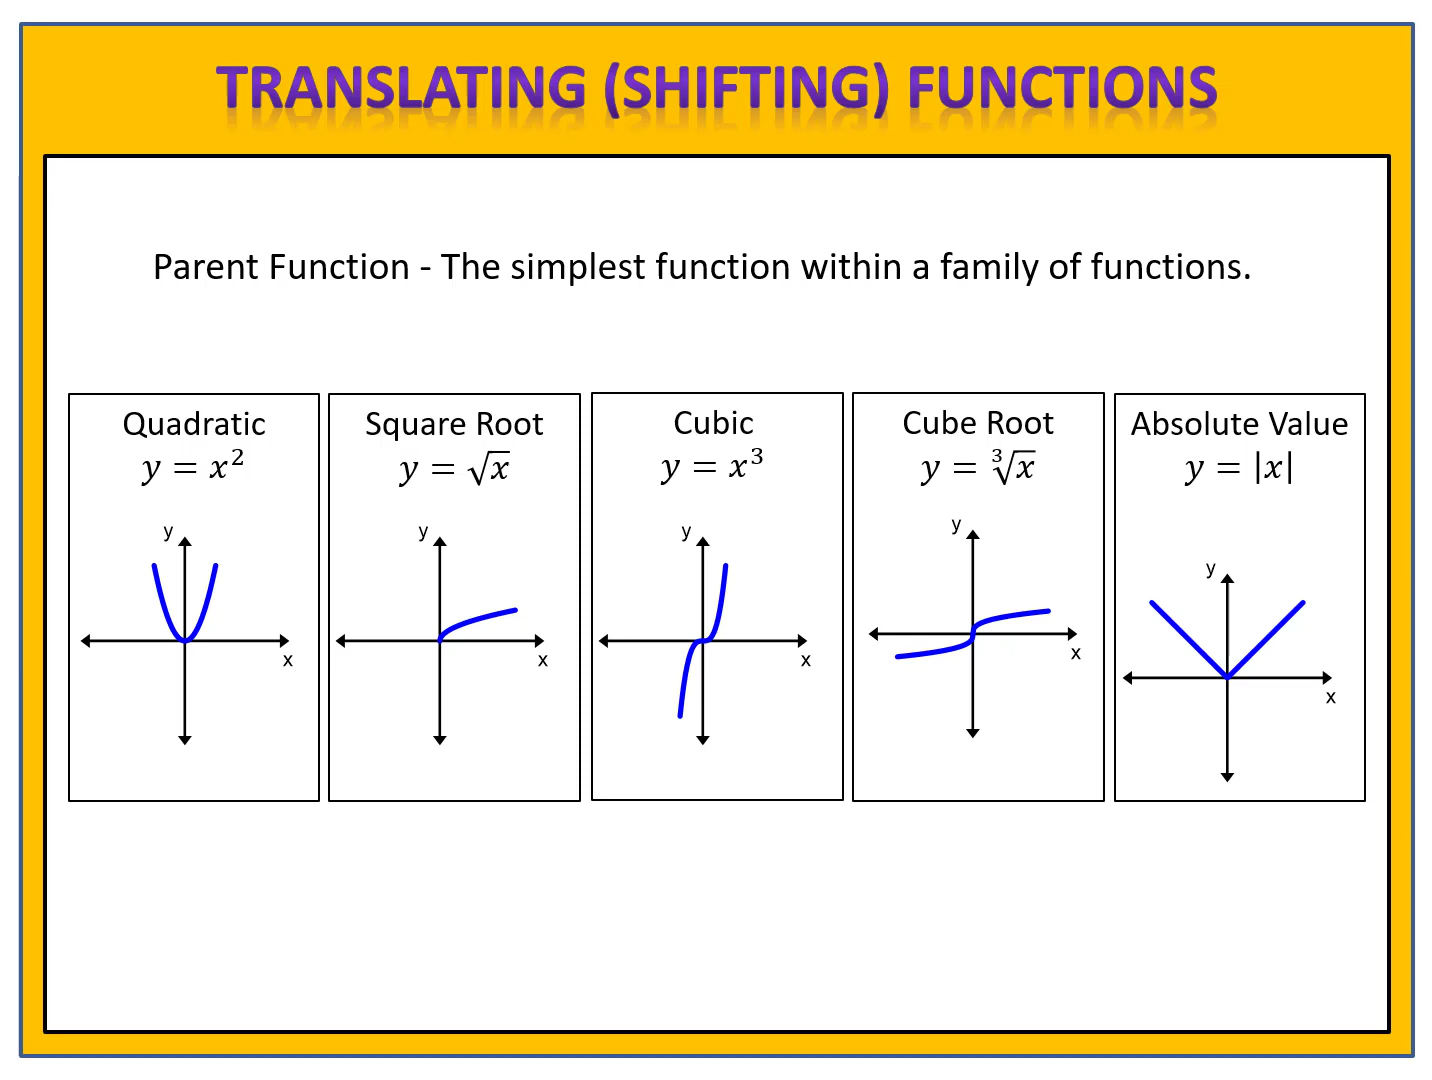 TRANSLATING (SHIFTING) FUNCTIONS
Parent Function - The simplest function within a family of functions.
Quadratic
y = x²
y
x
Square Root
y = √x
y
x
Cubic
y = x³
y
x
Cube Root
y = ∛x
y
x
Absolute Value
y = |x|
y
x